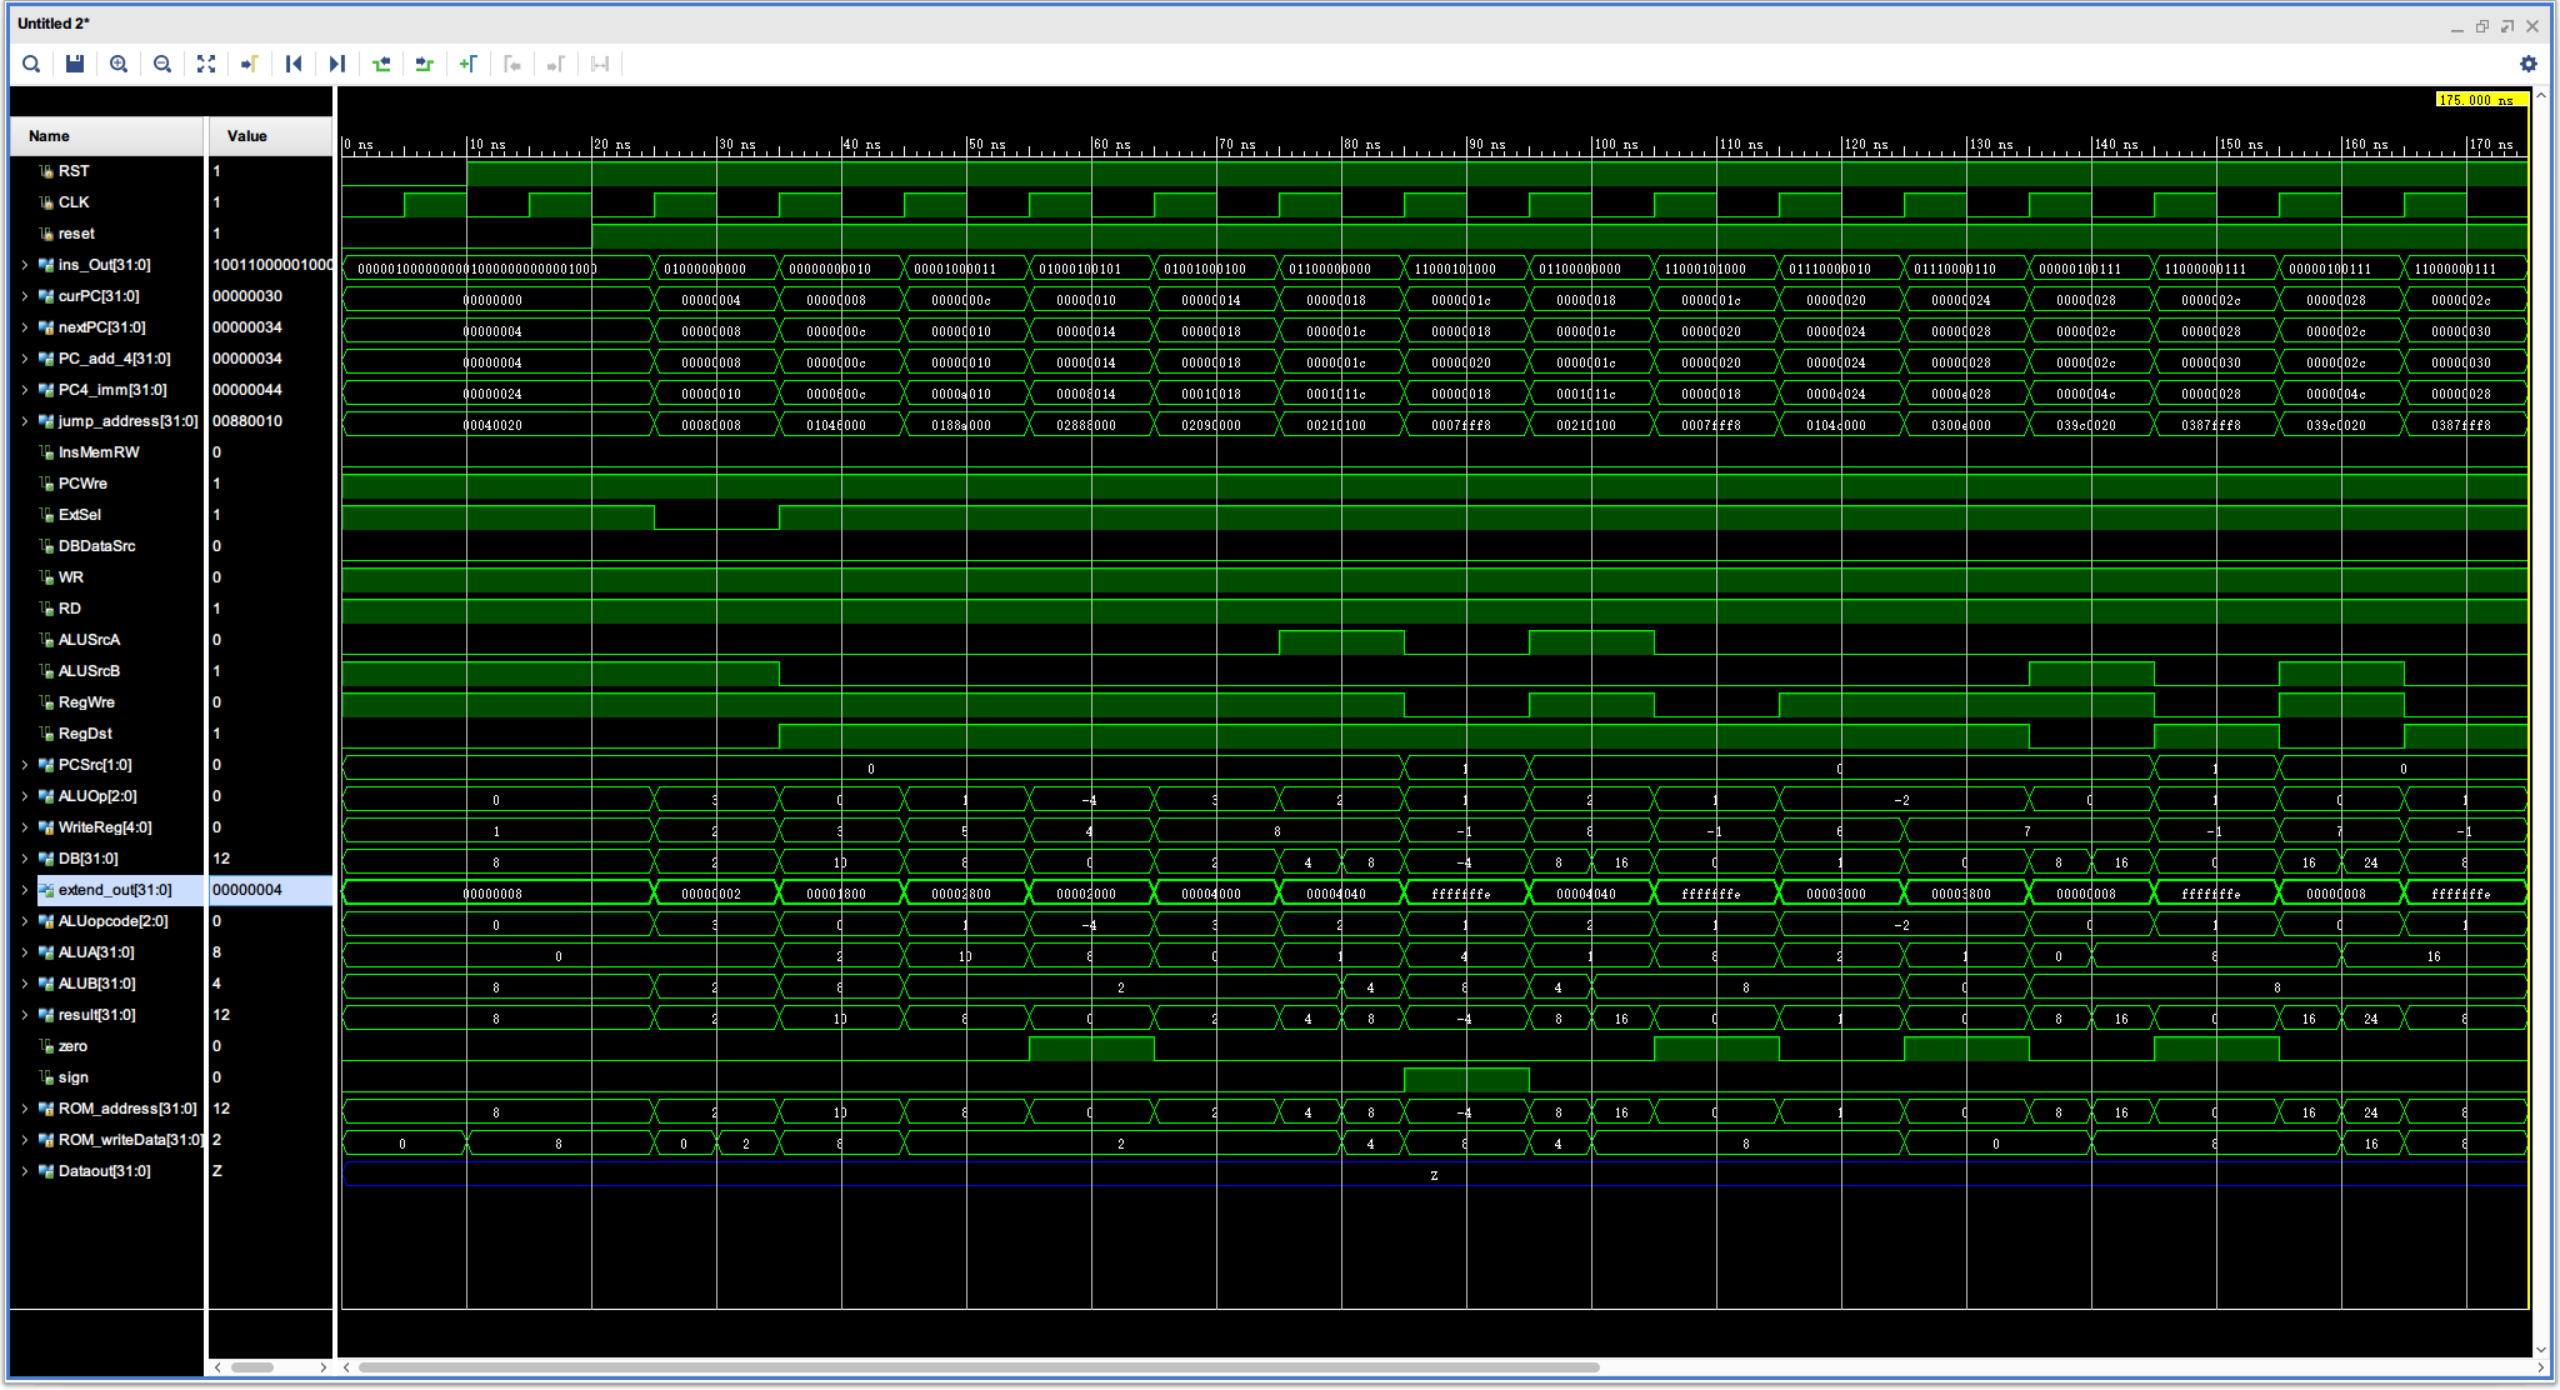 Untitled 2*
175.000 ns
Name Value
0 ns 10 ns 20 ns 30 ns 40 ns 50 ns 60 ns 70 ns 80 ns 90 ns 100 ns 110 ns 120 ns 130 ns 140 ns 150 ns 160 ns 170 ns
RST 1
CLK 1
reset 1
ins_Out[31:0] 10011000001000 01000000000 00000000010 00001000011 01000100101 01001000100 01100000000 11000101000 01100000000 11000101000 01110000010 01110000110 00000100111 11000000111 00000100111 11000000111
curPC[31:0] 00000030 00000000 00000004 00000008 0000000c 00000010 00000014 00000018 0000001c 00000018 0000001c 00000020 00000024 00000028 0000002c 00000028 0000002c
nextPC[31:0] 00000034 00000004 00000008 0000000c 00000010 00000014 00000018 0000001c 00000018 0000001c 00000020 00000024 00000028 0000002c 00000028 0000002c 00000030
PC_add_4[31:0] 00000034 00000004 00000008 0000000c 00000010 00000014 00000018 0000001c 00000020 0000001c 00000020 00000024 00000028 0000002c 00000030 0000002c 00000030
PC4_imm[31:0] 00000044 00000024 00000010 0000600c 0000a010 00008014 00010018 0001011c 00000018 0001011c 00000018 0000c024 0000e028 0000004c 00000028 0000004c 00000028
jump_address[31:0] 00880010 00040020 00080008 01046000 0188a000 02888000 02090000 00210100 0007fff8 00210100 0007fff8 0104c000 0300e000 039c0020 0387fff8 039c0020 0387fff8
InsMemRW 0
PCWre 1
ExtSel 1
DBDataSrc 0
WR 0
RD 1
ALUSrcA 0
ALUSrcB 1
RegWre 0
RegDst 1
PCSrc[1:0] 0 0 1 0 1 0
ALUOp[2:0] 0 0 3 0 1 -4 3 2 1 2 1 -2 0 1 0 1
WriteReg[4:0] 0 1 2 3 5 4 8 -1 8 -1 6 7 -1 7 -1
DB[31:0] 12 8 2 10 8 0 2 4 8 -4 8 16 0 1 0 8 16 0 16 24 8
extend_out[31:0] 00000004 00000008 00000002 00001800 00002800 00002000 00004000 00004040 fffffffe 00004040 fffffffe 00003000 00003800 00000008 fffffffe 00000008 fffffffe
ALUopcode[2:0] 0 0 3 0 1 -4 3 2 1 2 1 -2 0 1 0 1
ALUA[31:0] 8 0 2 10 8 0 1 4 1 8 2 1 0 8 16
ALUB[31:0] 4 8 2 8 2 4 8 4 8 0 8
result[31:0] 12 8 2 10 8 0 2 4 8 -4 8 16 0 1 0 8 16 0 16 24 8
zero 0
sign 0
ROM_address[31:0] 12 8 2 10 8 0 2 4 8 -4 8 16 0 1 0 8 16 0 16 24 8
ROM_writeData[31:0] 2 0 8 0 2 8 2 4 8 4 8 0 8 16 8
Dataout[31:0] Z Z